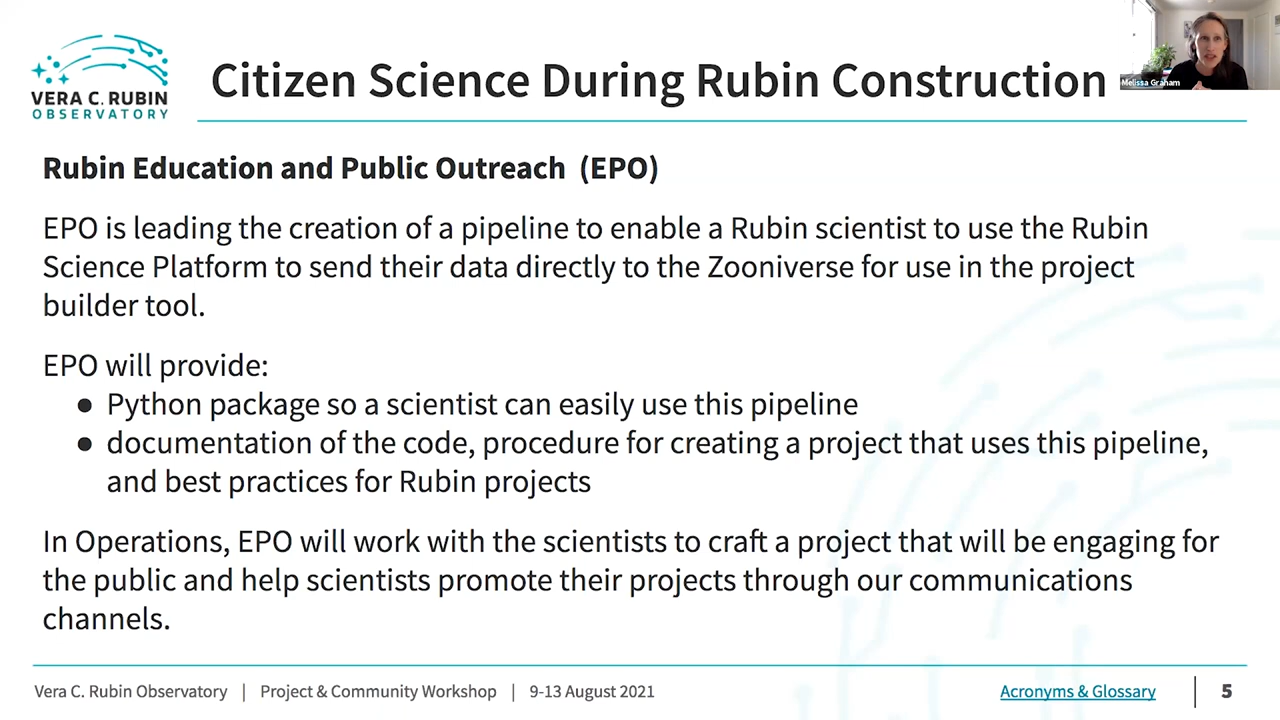 VERA C. RUBIN
OBSERVATORY
Citizen Science During Rubin Construction
Melissa Graham
Rubin Education and Public Outreach (EPO)
EPO is leading the creation of a pipeline to enable a Rubin scientist to use the Rubin
Science Platform to send their data directly to the Zooniverse for use in the project
builder tool.
EPO will provide:
● Python package so a scientist can easily use this pipeline
● documentation of the code, procedure for creating a project that uses this pipeline,
and best practices for Rubin projects
In Operations, EPO will work with the scientists to craft a project that will be engaging for
the public and help scientists promote their projects through our communications
channels.
Vera C. Rubin Observatory | Project & Community Workshop | 9-13 August 2021
Acronyms & Glossary | 5